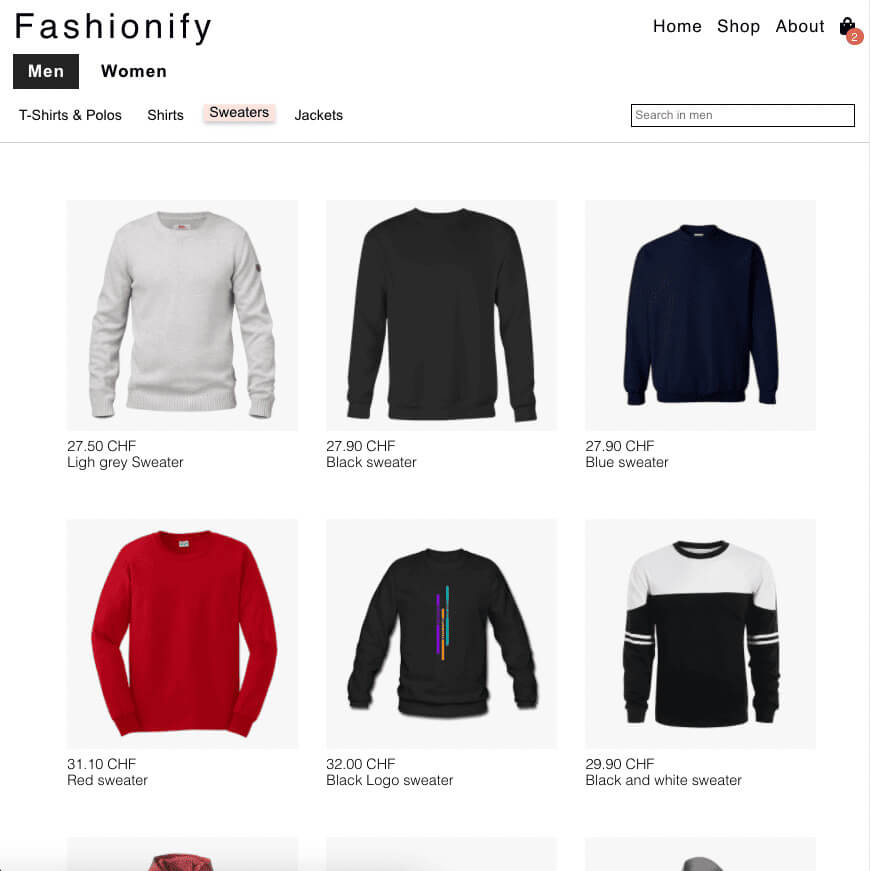 Fashionify
Home Shop About
2
Men Women
T-Shirts & Polos Shirts Sweaters Jackets
Search in men
27.50 CHF
Ligh grey Sweater
27.90 CHF
Black sweater
27.90 CHF
Blue sweater
31.10 CHF
Red sweater
32.00 CHF
Black Logo sweater
29.90 CHF
Black and white sweater